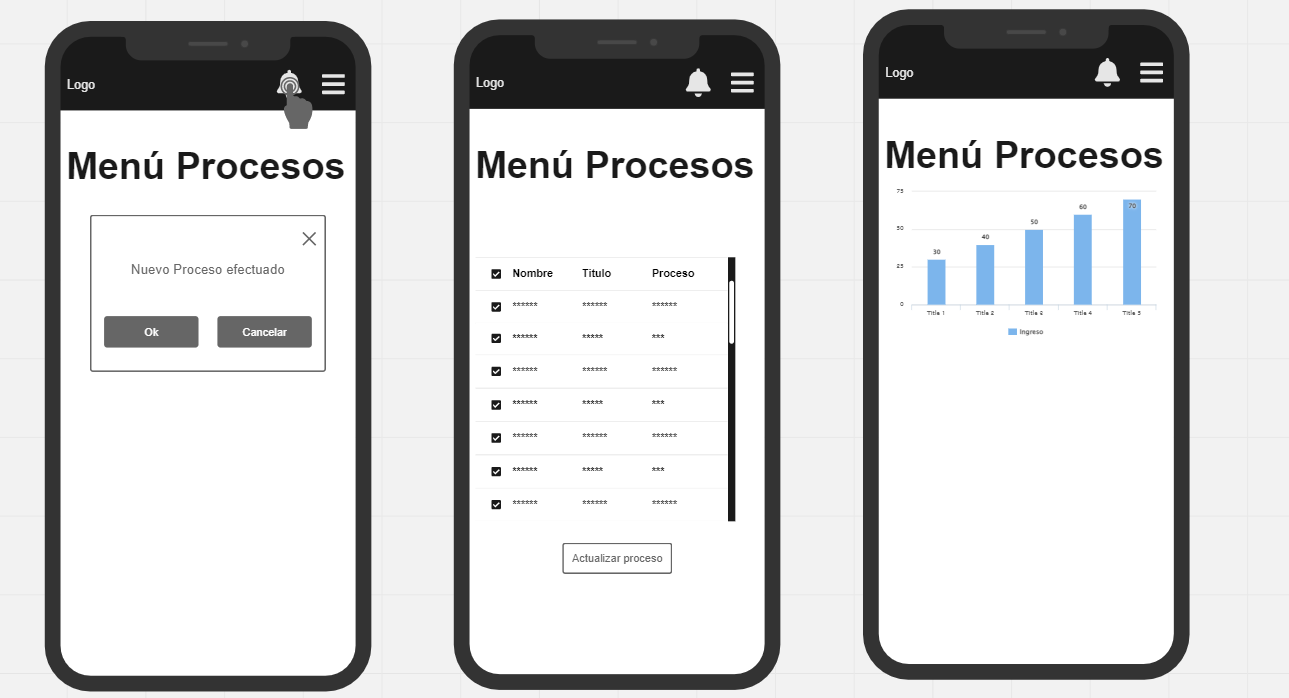 Logo
Menú Procesos
Nuevo Proceso efectuado
Ok Cancelar
Logo
Menú Procesos
Nombre Titulo Proceso
****** ****** ******
****** ***** ***
****** ****** ******
****** ***** ***
****** ****** ******
****** ***** ***
****** ****** ******
Actualizar proceso
Logo
Menú Procesos
75
50
25
0
30
40
50
60
70
Title 1 Title 2 Title 3 Title 4 Title 5
Ingreso